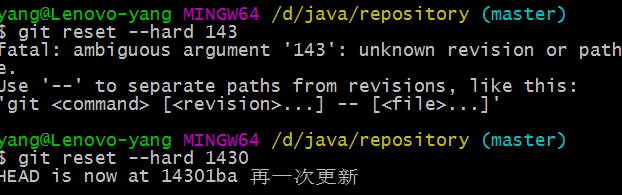 yang@Lenovo-yang MINGW64 /d/java/repository (master)
$ git reset --hard 143
fatal: ambiguous argument '143': unknown revision or path
e.
Use '--' to separate paths from revisions, like this:
'git <command> [<revision>...] -- [<file>...]'
yang@Lenovo-yang MINGW64 /d/java/repository (master)
$ git reset --hard 1430
HEAD is now at 14301ba 再一次更新